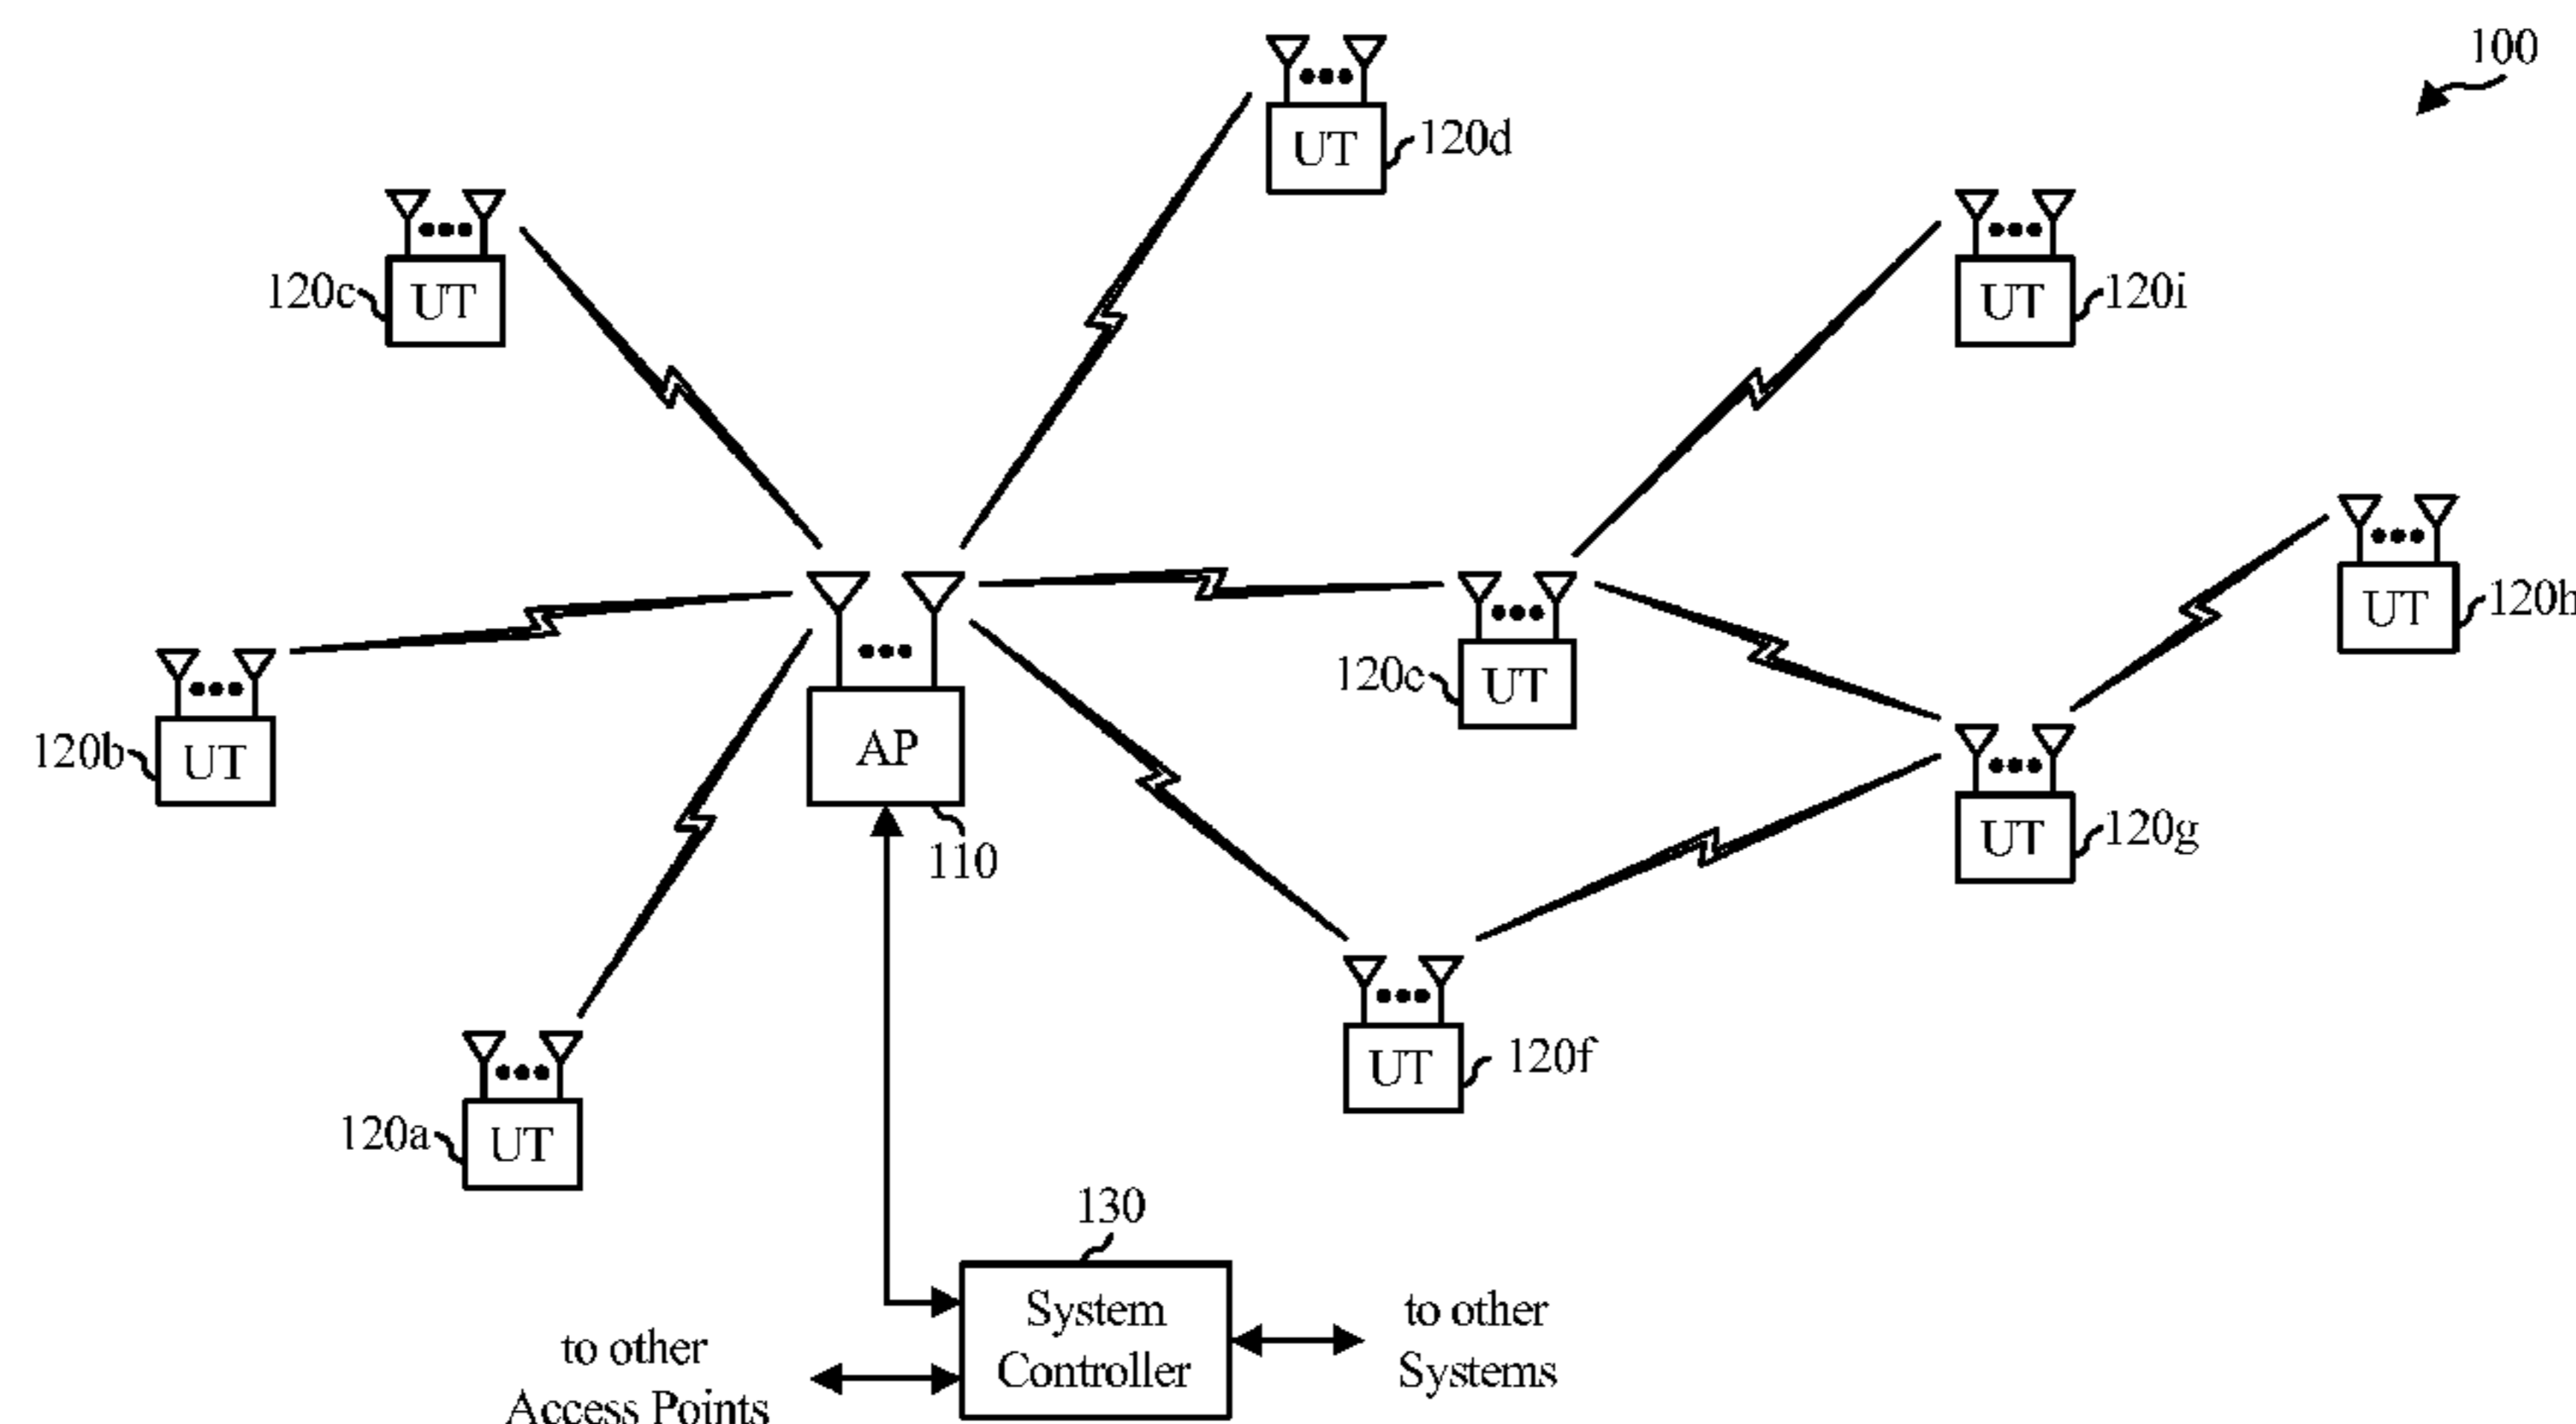 100
UT
120d
120c
UT
UT
120i
120b
UT
AP
110
120c
UT
UT
120h
UT
120g
120a
UT
UT
120f
130
System
Controller
to other
Access Points
to other
Systems